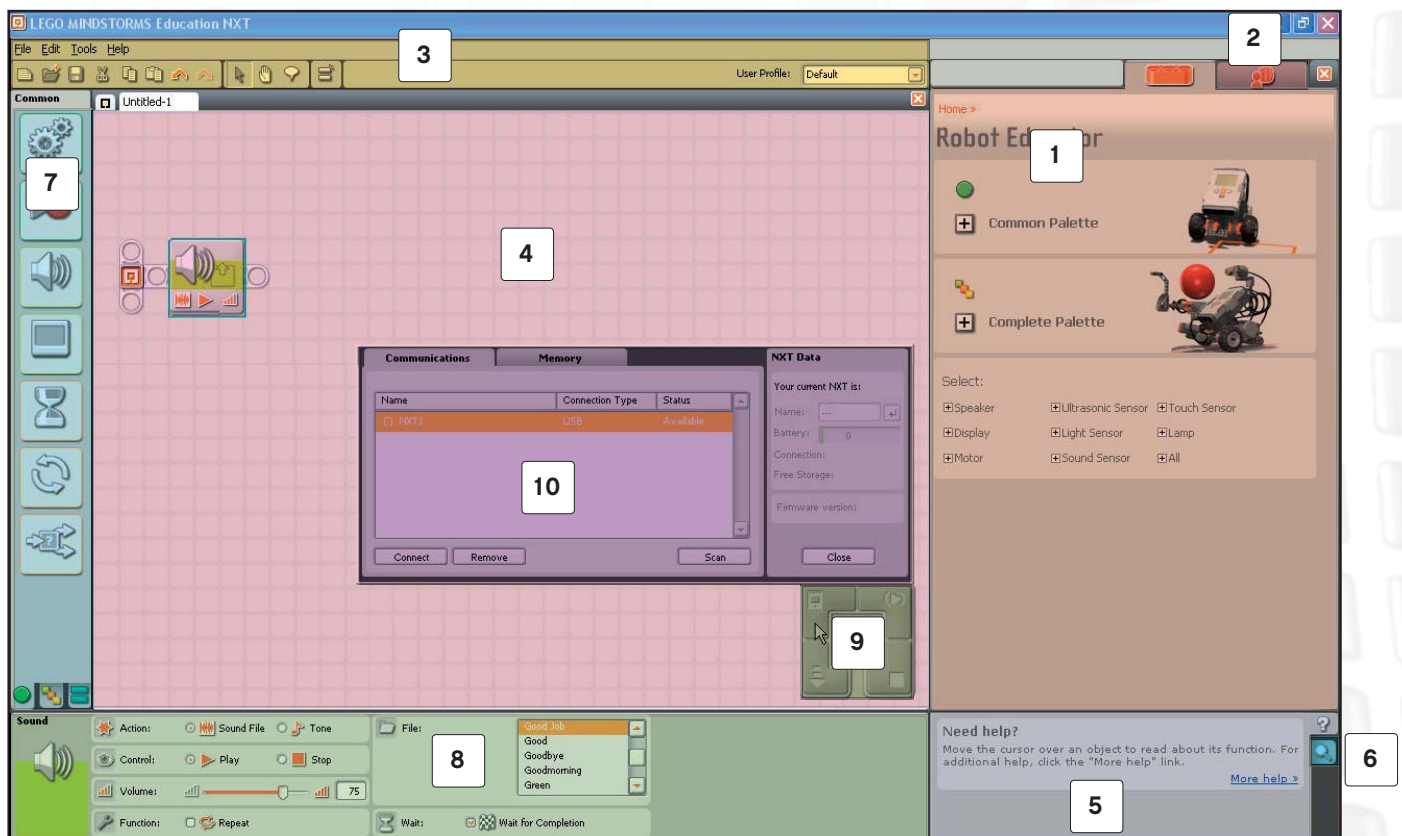 LEGO MINDSTORMS Education NXT
2
File Edit Tools Help
3
User Profile: Default
Common
Untitled-1
7
4
Home »
Robot Ed or
1
Common Palette
Complete Palette
Select:
Speaker Ultrasonic Sensor Touch Sensor
Display Light Sensor Lamp
Motor Sound Sensor All
Communications Memory
Name Connection Type Status
NXT1 USB Available
10
Connect Remove Scan
NXT Data
Your current NXT is:
Name: ---
Battery: 0
Connection:
Free Storage:
Firmware version:
Close
9
Sound
Action: Sound File Tone
Control: Play Stop
Volume: 75
Function: Repeat
File:
Good Job
Good
Goodbye
Goodmorning
Green
8
Wait: Wait for Completion
Need help?
Move the cursor over an object to read about its function. For
additional help, click the "More help" link.
More help »
5
?
6